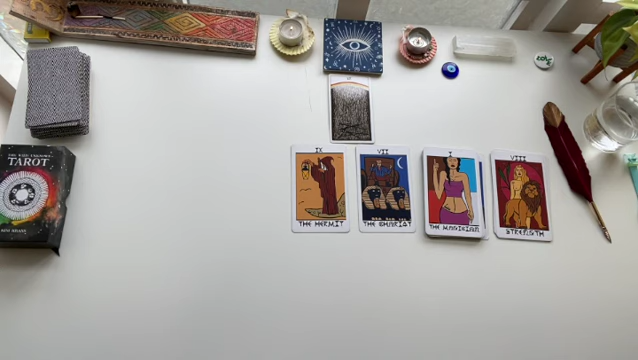 TAROT
IX
THE HERMIT
VII
THE CHARIOT
I
THE MAGICIAN
VIII
STRENGTH